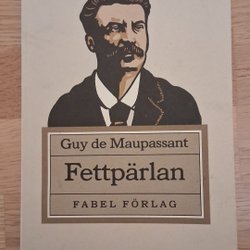 Guy de Maupassant
Fettpärlan
FABEL FÖRLAG